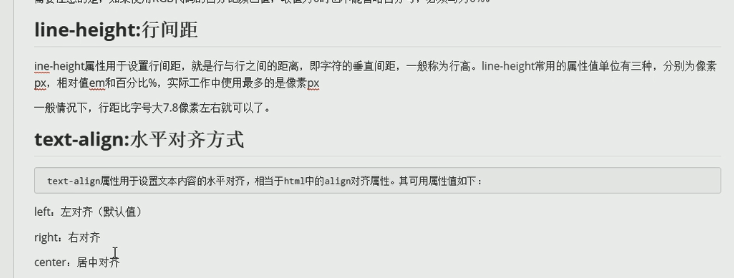 line-height:行间距
ine-height属性用于设置行间距，就是行与行之间的距离，即字符的垂直间距，一般称为行高。line-height常用的属性值单位有三种，分别为像素
px，相对值em和百分比%，实际工作中使用最多的是像素px
一般情况下，行距比字号大7.8像素左右就可以了。
text-align:水平对齐方式
text-align属性用于设置文本内容的水平对齐，相当于html中的align对齐属性。其可用属性值如下：
left：左对齐（默认值）
right：右对齐
center：居中对齐